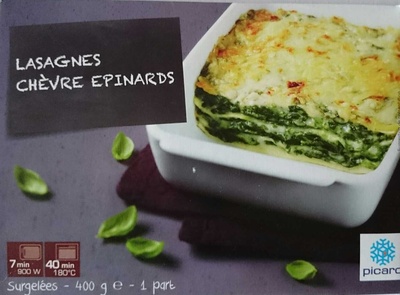 LASAGNES
CHÈVRE EPINARDS
7 min
900 W
40 min
180°C
Surgelées - 400 g e - 1 part
picard